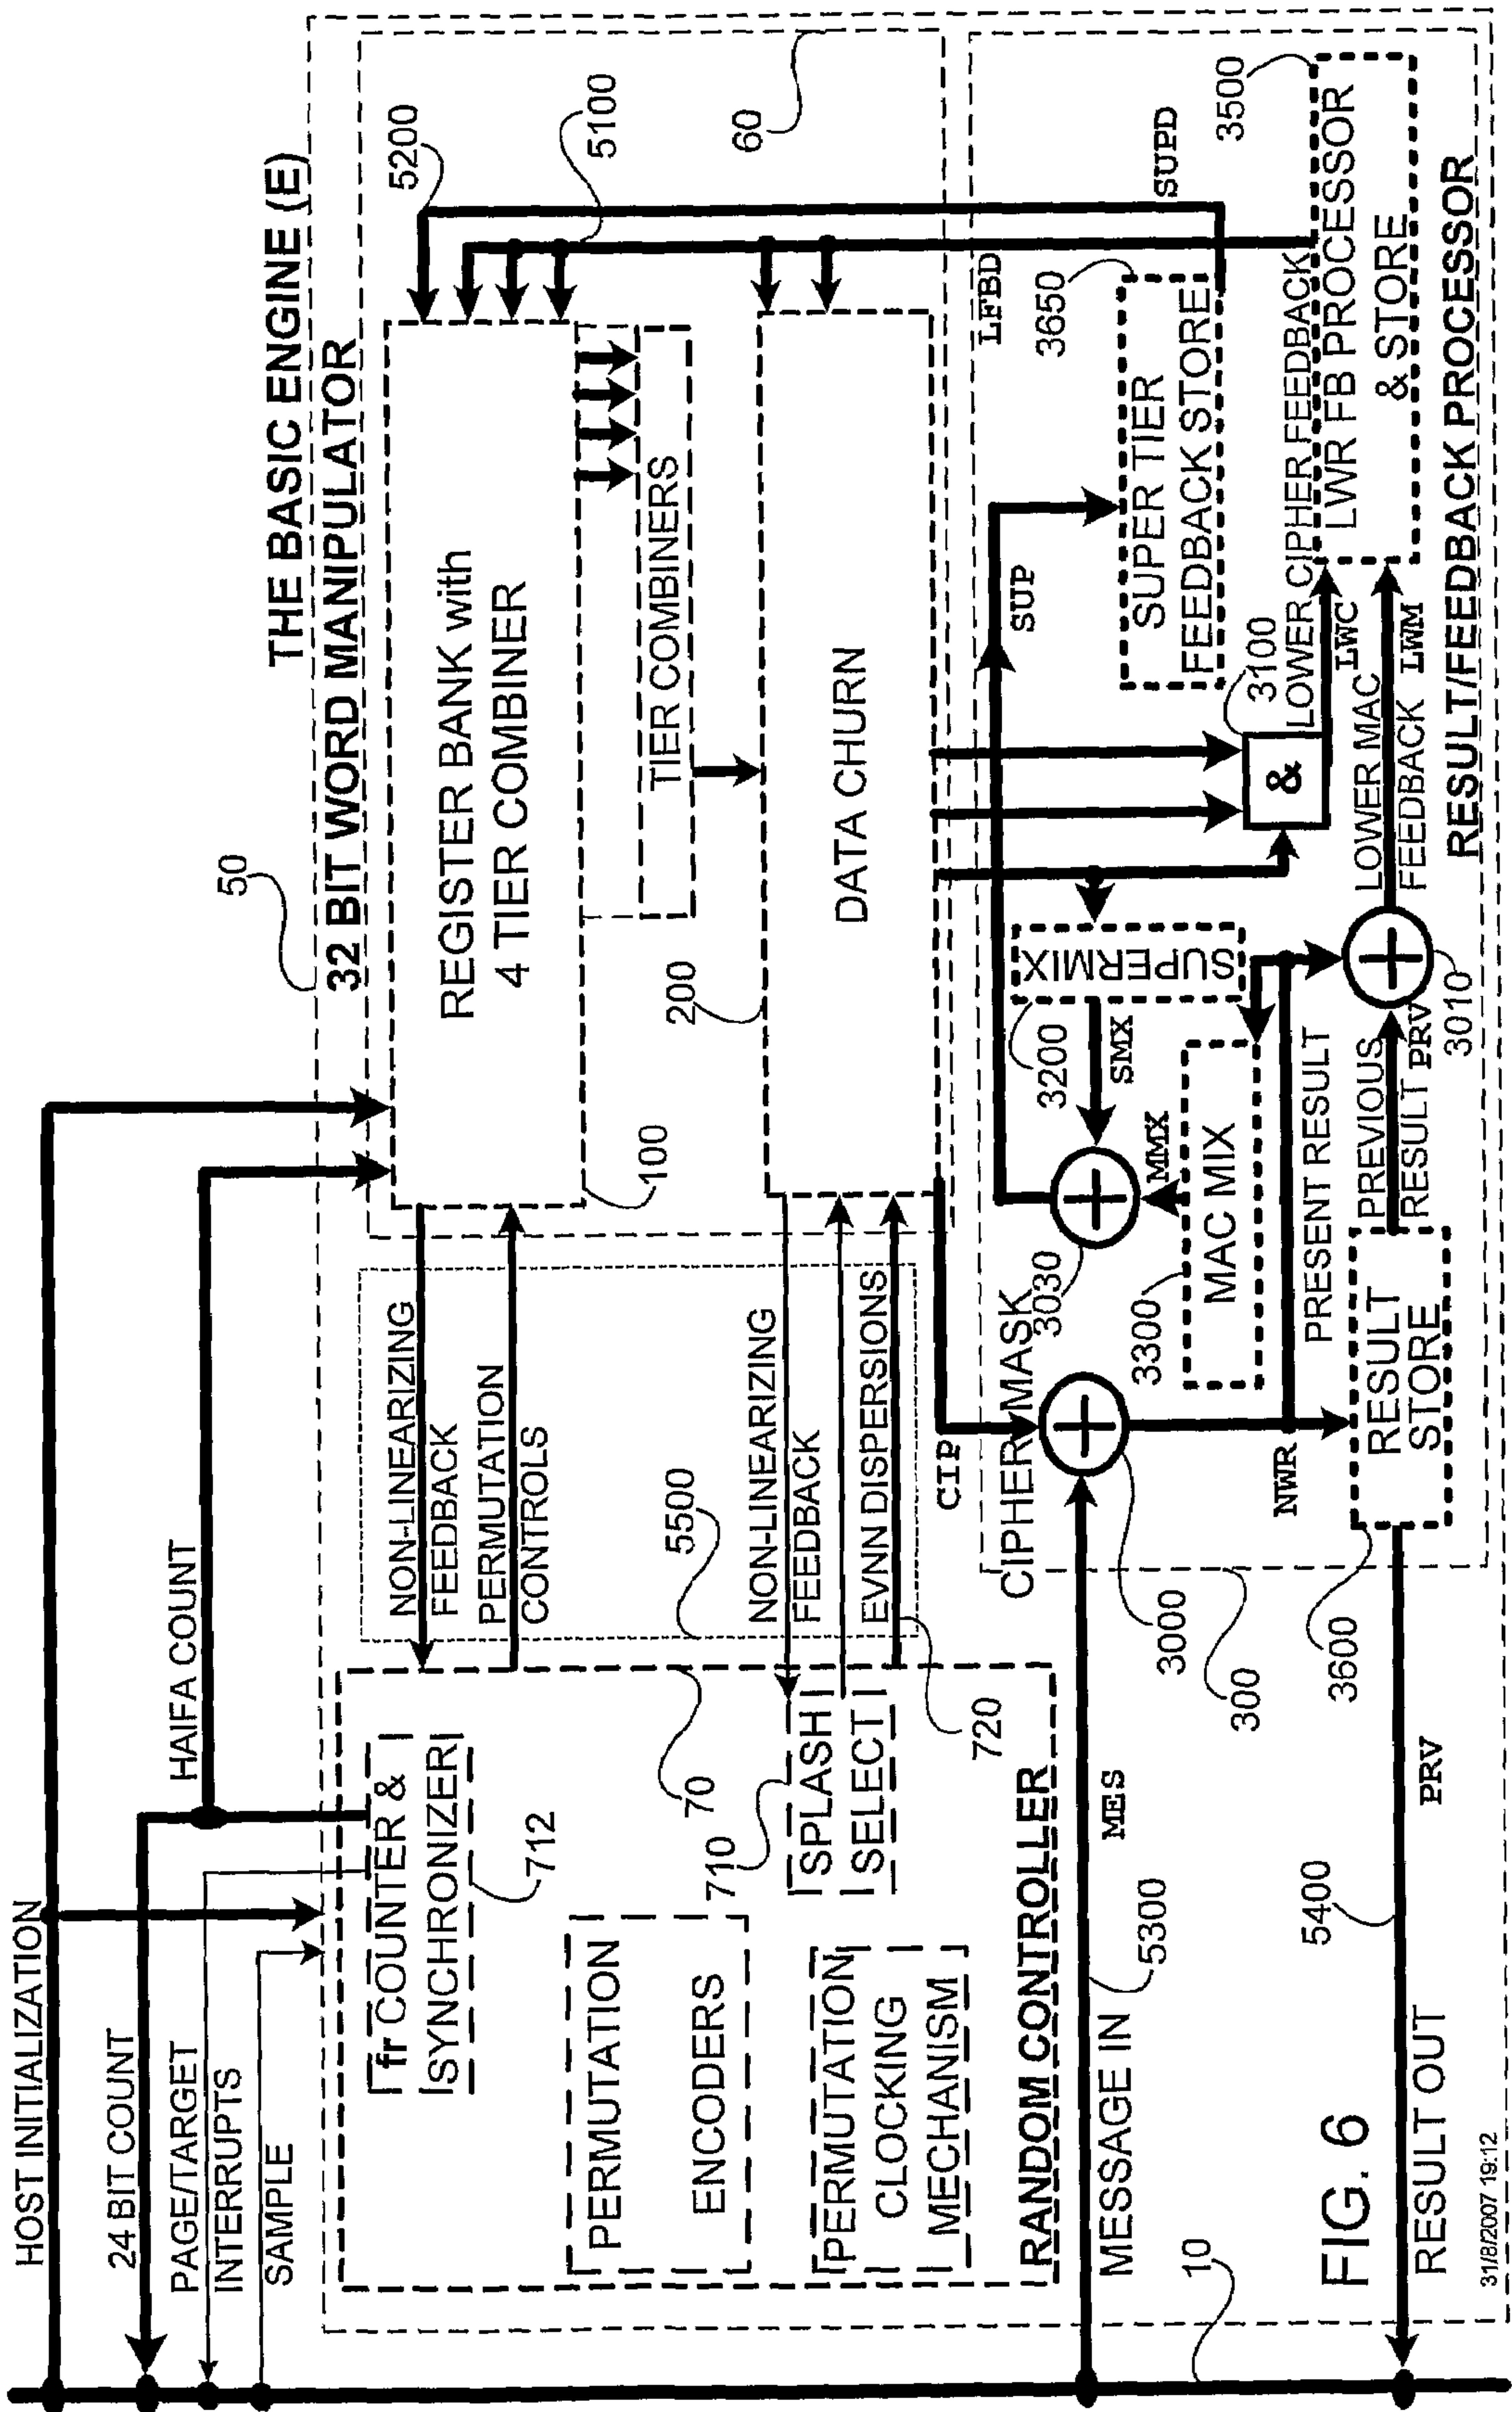 THE BASIC ENGINE (E)
50
32 BIT WORD MANIPULATOR
HOST INITIALIZATION
24 BIT COUNT
HAIFA COUNT
PAGE/TARGET
INTERRUPTS
SAMPLE
fr COUNTER &
SYNCHRONIZER
712
PERMUTATION
ENCODERS
PERMUTATION
CLOCKING
MECHANISM
RANDOM CONTROLLER
70
710
SPLASH
SELECT
720
NON-LINEARIZING
FEEDBACK
PERMUTATION
CONTROLS
5500
NON-LINEARIZING
FEEDBACK
EVNN DISPERSIONS
REGISTER BANK with
4 TIER COMBINER
100
TIER COMBINERS
200
DATA CHURN
5200
5100
60
SUPD
LFBD
CIP
CIPHER MASK
3000
300
3030
SMX
3200
SUPERMIX
MMX
3300
MAC MIX
SUP
SUPER TIER
FEEDBACK STORE
3650
&
3100
LOWER CIPHER FEEDBACK
LWC
LWR FB PROCESSOR
& STORE
3500
LOWER MAC
FEEDBACK LWM
3010
PRESENT RESULT
PREVIOUS
RESULT PRV
NWR
RESULT
STORE
3600
RESULT/FEEDBACK PROCESSOR
MES
5300
MESSAGE IN
PRV
5400
RESULT OUT
10
FIG. 6
31/8/2007 19:12